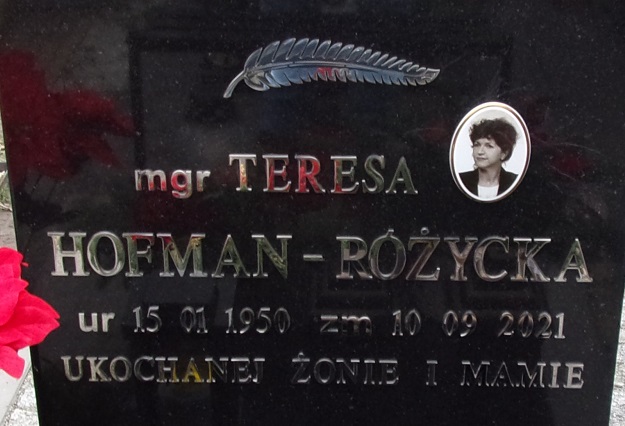 mgr TERESA
HOFMAN - RÓŻYCKA
ur 15 01 1950 zm 10 09 2021
UKOCHANEJ ŻONIE I MAMIE